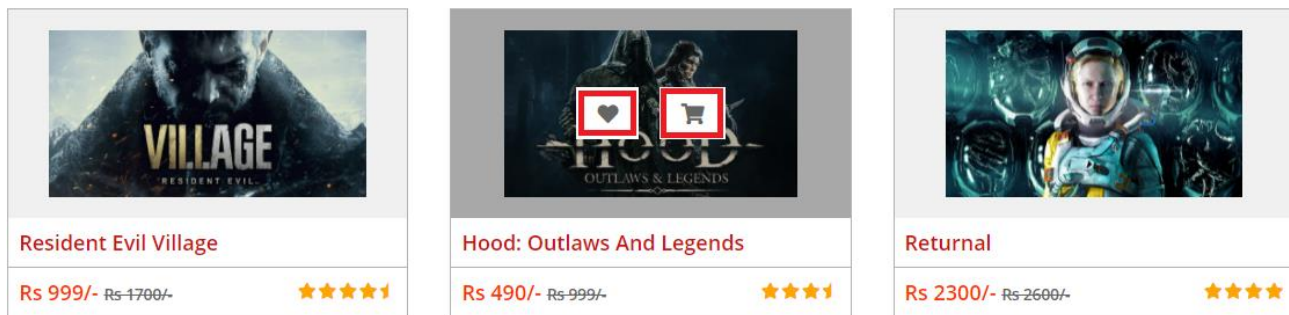 VILLAGE
RESIDENT EVIL
Resident Evil Village
Rs 999/- Rs 1700/-
HOOD
OUTLAWS & LEGENDS
Hood: Outlaws And Legends
Rs 490/- Rs 999/-
Returnal
Rs 2300/- Rs 2600/-